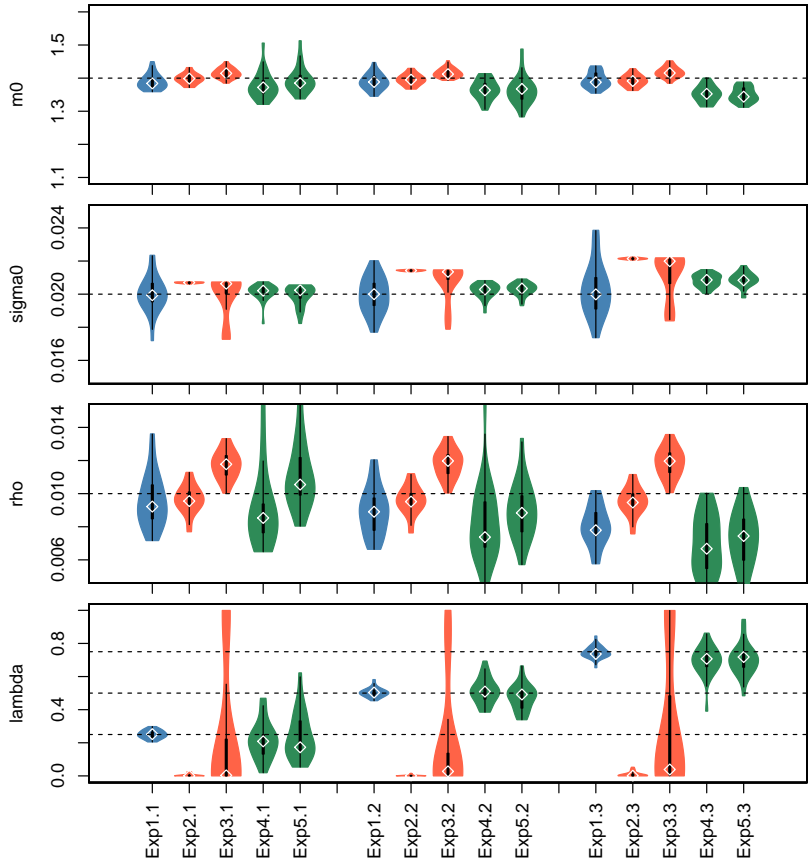 m0
1.5
1.3
1.1
sigma0
0.024
0.020
0.016
rho
0.014
0.010
0.006
lambda
0.8
0.4
0.0
Exp1.1
Exp2.1
Exp3.1
Exp4.1
Exp5.1
Exp1.2
Exp2.2
Exp3.2
Exp4.2
Exp5.2
Exp1.3
Exp2.3
Exp3.3
Exp4.3
Exp5.3